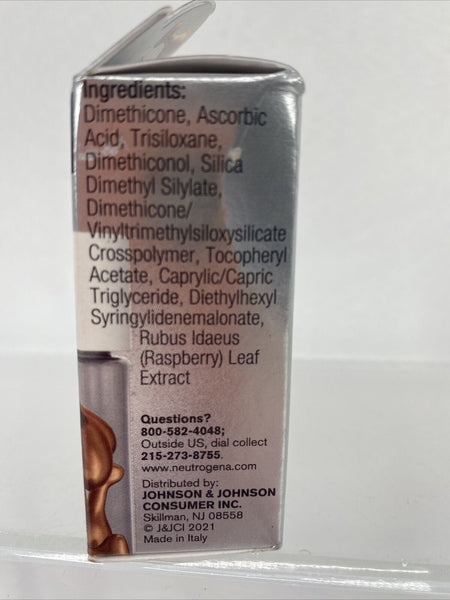 Ingredients:
Dimethicone, Ascorbic
Acid, Trisiloxane,
Dimethiconol, Silica
Dimethyl Silylate,
Dimethicone/
Vinyltrimethylsiloxysilicate
Crosspolymer, Tocopheryl
Acetate, Caprylic/Capric
Triglyceride, Diethylhexyl
Syringylidenemalonate,
Rubus Idaeus
(Raspberry) Leaf
Extract
Questions?
800-582-4048;
Outside US, dial collect
215-273-8755.
www.neutrogena.com
Distributed by:
JOHNSON & JOHNSON
CONSUMER INC.
Skillman, NJ 08558
© J&JCI 2021
Made in Italy